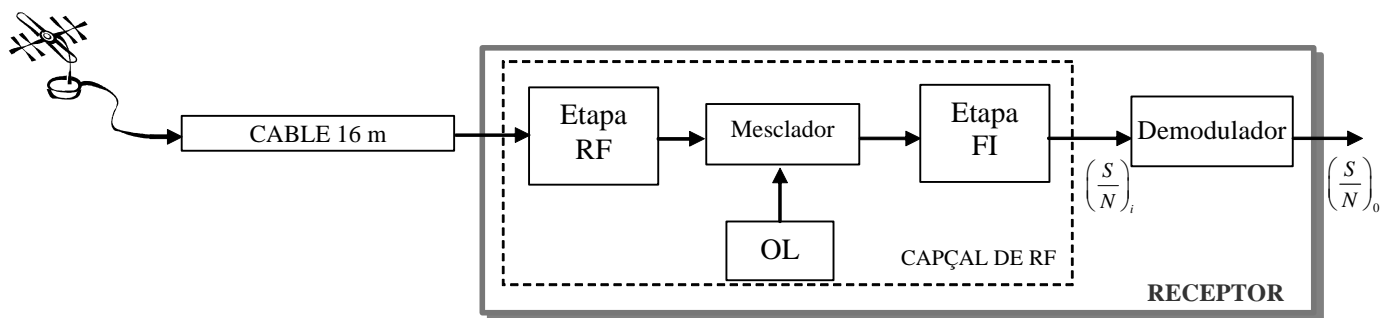 CABLE 16 m
Etapa
RF
Mesclador
OL
Etapa
FI
CAPÇAL DE RF
(S/N)i
Demodulador
(S/N)0
RECEPTOR